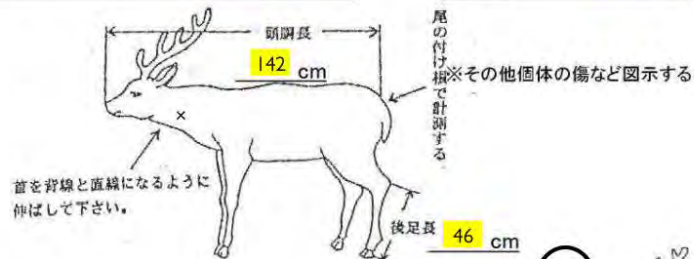 頭胴長
142 cm
尾の付け根で計測する
※その他個体の傷など図示する
×
首を背線と直線になるように
伸ばして下さい。
後足長 46 cm